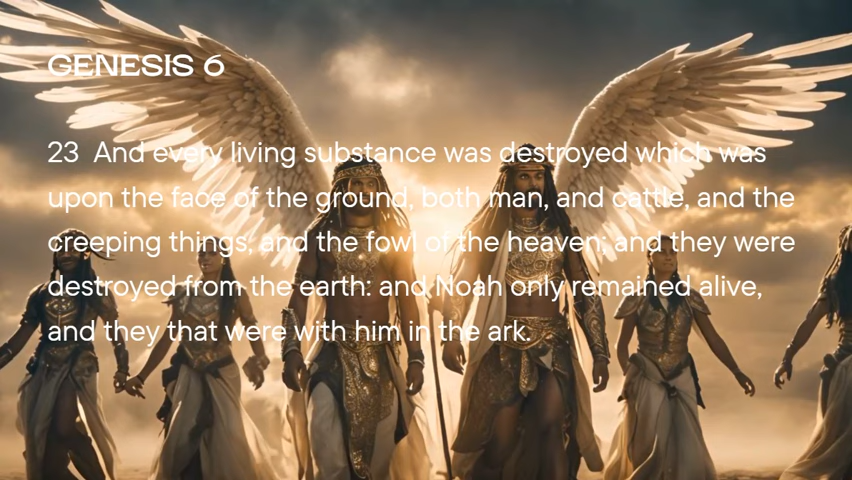 GENESIS 6
23 And every living substance was destroyed which was
upon the face of the ground, both man, and cattle, and the
creeping things, and the fowl of the heaven; and they were
destroyed from the earth: and Noah only remained alive,
and they that were with him in the ark.